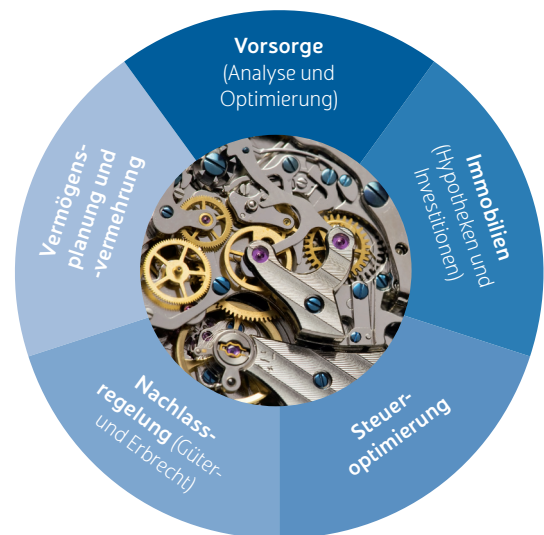 Vorsorge
(Analyse und
Optimierung)
Immobilien
(Hypotheken und
Investitionen)
Steuer-
optimierung
Nachlass-
regelung (Güter-
und Erbrecht)
Vermögens-
planung und
-vermehrung